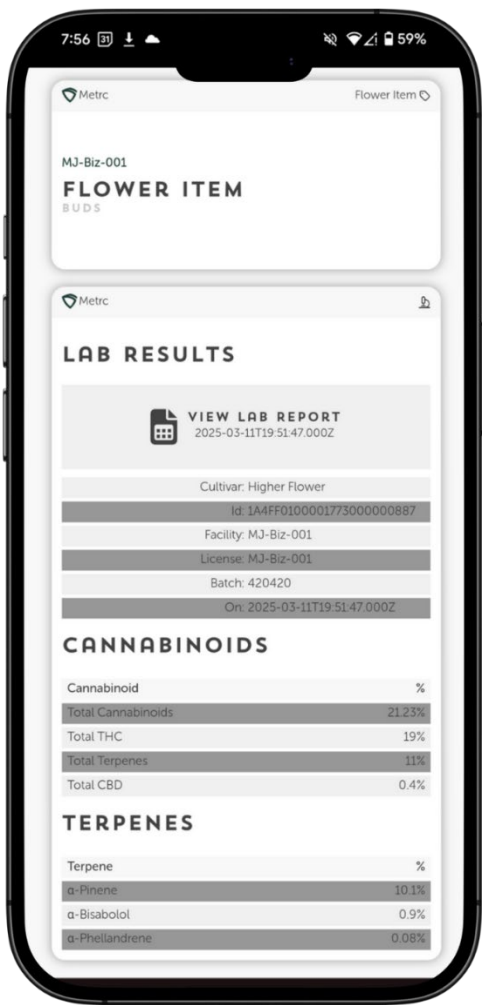 7:56 31 59%
Metrc Flower Item
MJ-Biz-001
FLOWER ITEM
BUDS
Metrc
LAB RESULTS
VIEW LAB REPORT
2025-03-11T19:51:47.000Z
Cultivar: Higher Flower
Id: 1A4FF0100001773000000887
Facility: MJ-Biz-001
License: MJ-Biz-001
Batch: 420420
On: 2025-03-11T19:51:47.000Z
CANNABINOIDS
Cannabinoid %
Total Cannabinoids 21.23%
Total THC 19%
Total Terpenes 11%
Total CBD 0.4%
TERPENES
Terpene %
α-Pinene 10.1%
α-Bisabolol 0.9%
α-Phellandrene 0.08%